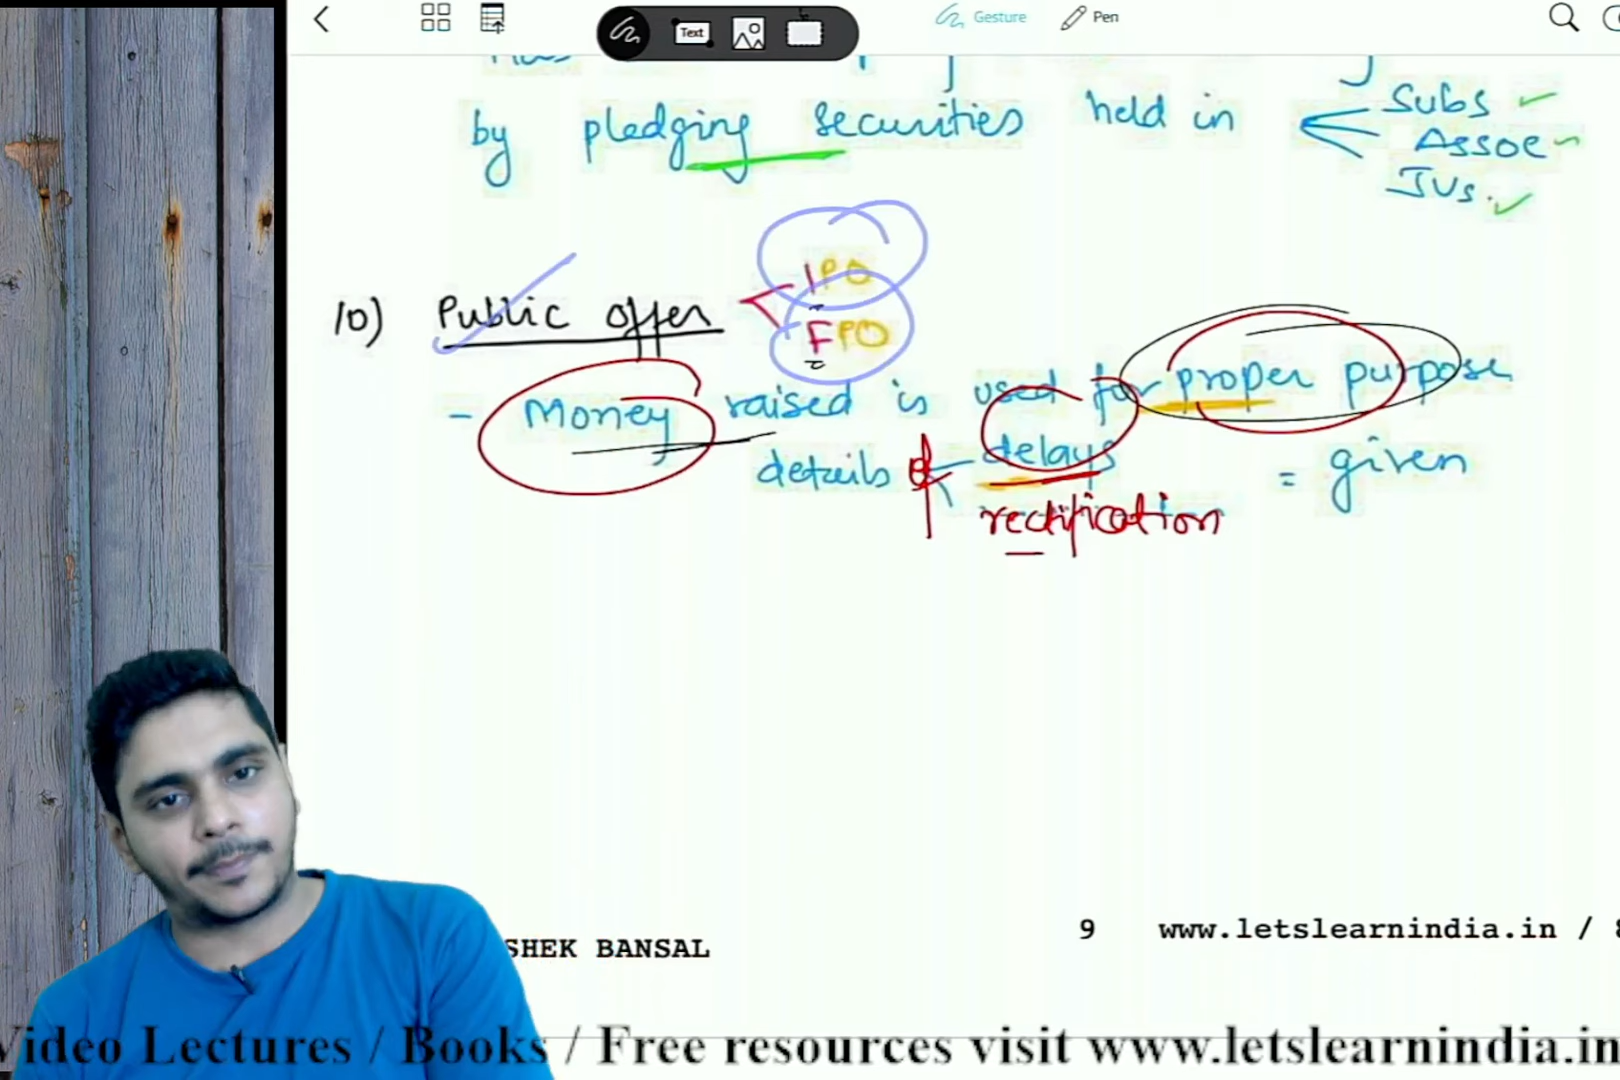 Gesture Pen
Text
by pledging securities held in
Subs
Assoc
JVs.
10) Public offer
IPO
FPO
- Money raised is used for proper purpose
details of delays = given
rectification
SHEK BANSAL 9 www.letslearnindia.in /
Video Lectures / Books / Free resources visit www.letslearnindia.in